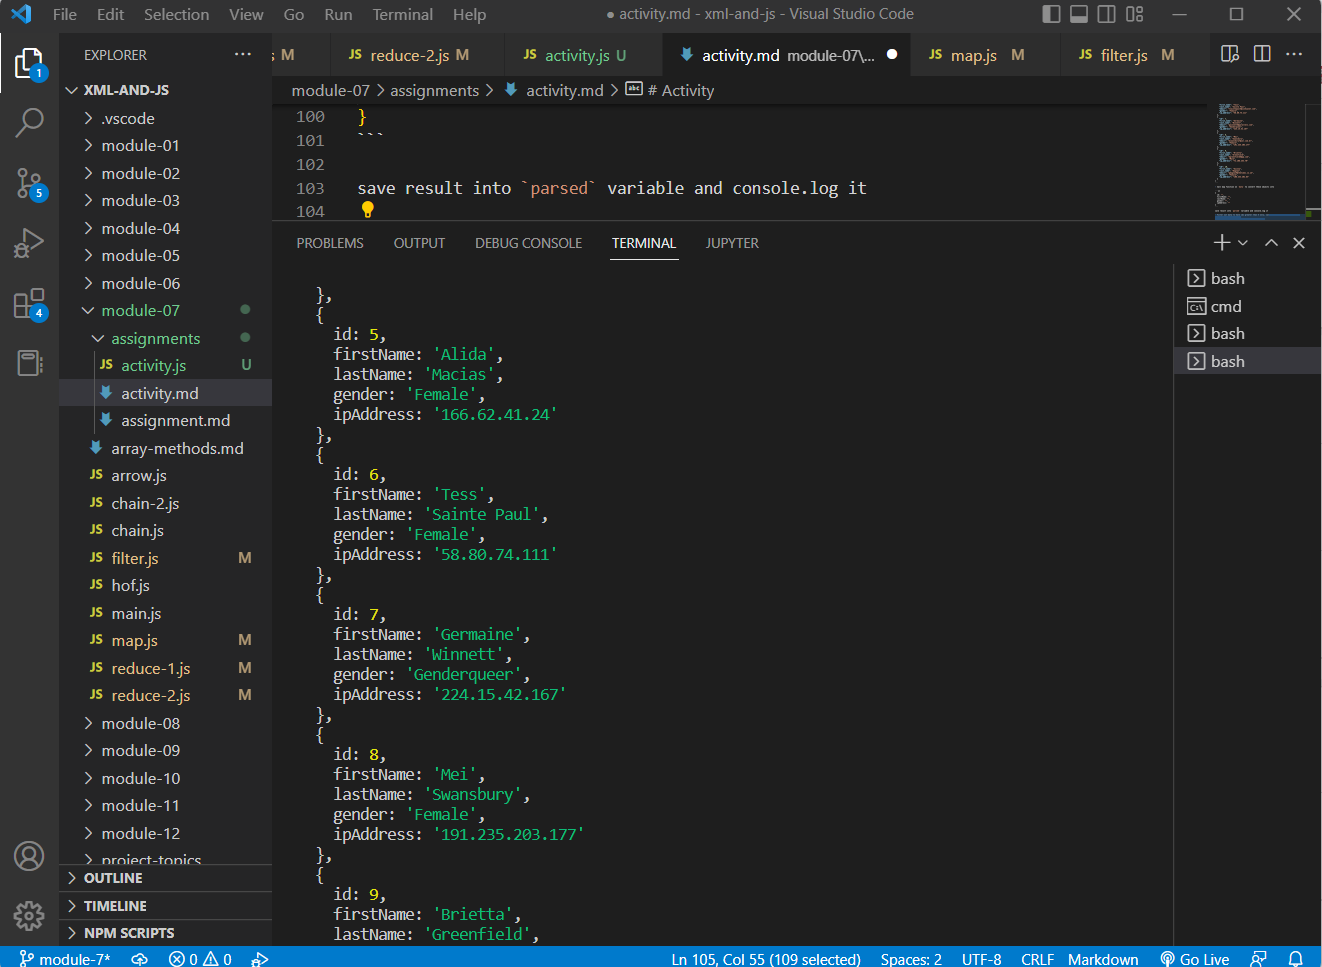 File Edit Selection View Go Run Terminal Help
● activity.md - xml-and-js - Visual Studio Code
EXPLORER ···
M
JS reduce-2.js M
JS activity.js U
activity.md module-07\... ●
JS map.js M
JS filter.js M
module-07 > assignments > activity.md > abc # Activity
XML-AND-JS
.vscode
module-01
module-02
module-03
module-04
module-05
module-06
module-07
assignments
JS activity.js U
activity.md
assignment.md
array-methods.md
JS arrow.js
JS chain-2.js
JS chain.js
JS filter.js M
JS hof.js
JS main.js
JS map.js M
JS reduce-1.js M
JS reduce-2.js M
module-08
module-09
module-10
module-11
module-12
project-topics
OUTLINE
TIMELINE
NPM SCRIPTS
1
5
4
100 }
101 ```
102
103 save result into `parsed` variable and console.log it
104
PROBLEMS OUTPUT DEBUG CONSOLE TERMINAL JUPYTER
},
{
id: 5,
firstName: 'Alida',
lastName: 'Macias',
gender: 'Female',
ipAddress: '166.62.41.24'
},
{
id: 6,
firstName: 'Tess',
lastName: 'Sainte Paul',
gender: 'Female',
ipAddress: '58.80.74.111'
},
{
id: 7,
firstName: 'Germaine',
lastName: 'Winnett',
gender: 'Genderqueer',
ipAddress: '224.15.42.167'
},
{
id: 8,
firstName: 'Mei',
lastName: 'Swansbury',
gender: 'Female',
ipAddress: '191.235.203.177'
},
{
id: 9,
firstName: 'Brietta',
lastName: 'Greenfield',
bash
cmd
bash
bash
module-7* 0 0
Ln 105, Col 55 (109 selected) Spaces: 2 UTF-8 CRLF Markdown Go Live